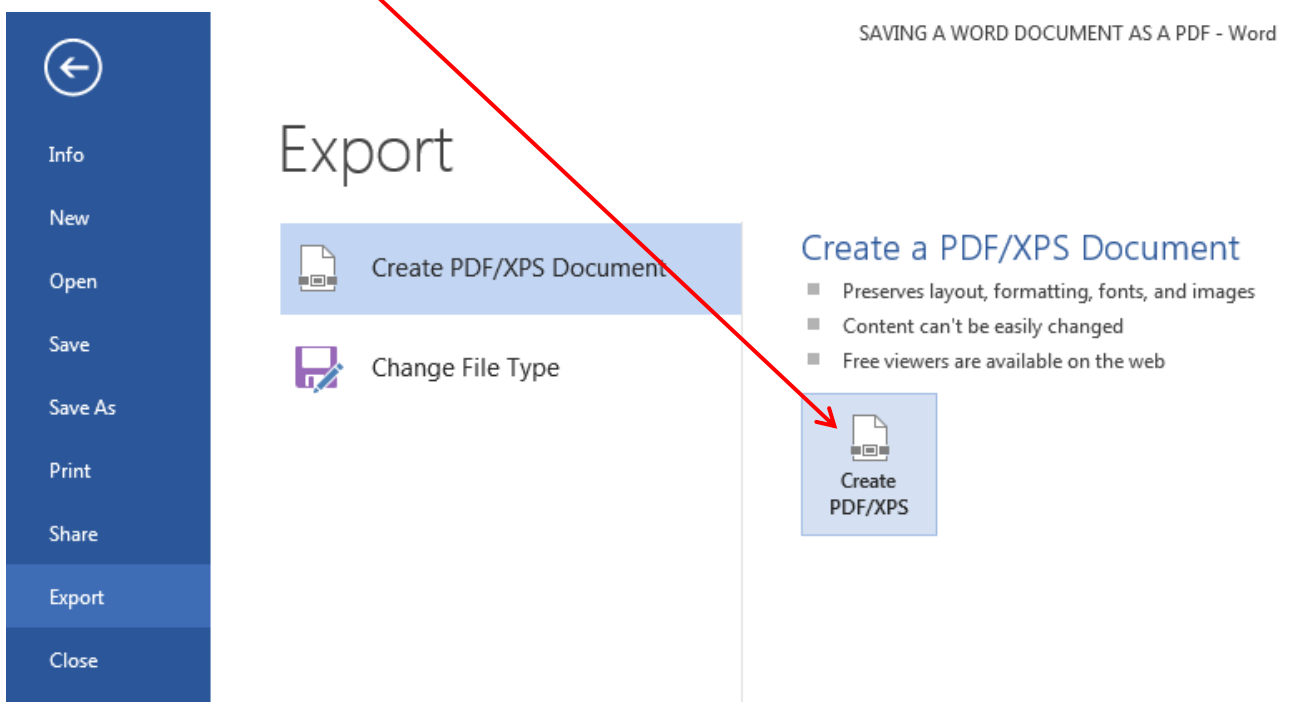 SAVING A WORD DOCUMENT AS A PDF - Word
Info
New
Open
Save
Save As
Print
Share
Export
Close
Export
Create PDF/XPS Document
Change File Type
Create a PDF/XPS Document
Preserves layout, formatting, fonts, and images
Content can't be easily changed
Free viewers are available on the web
Create
PDF/XPS